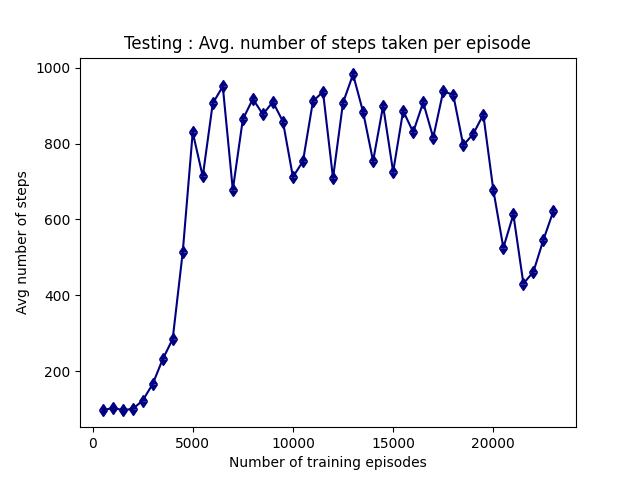 Testing : Avg. number of steps taken per episode
1000
800
600
400
200
Avg number of steps
0 5000 10000 15000 20000
Number of training episodes